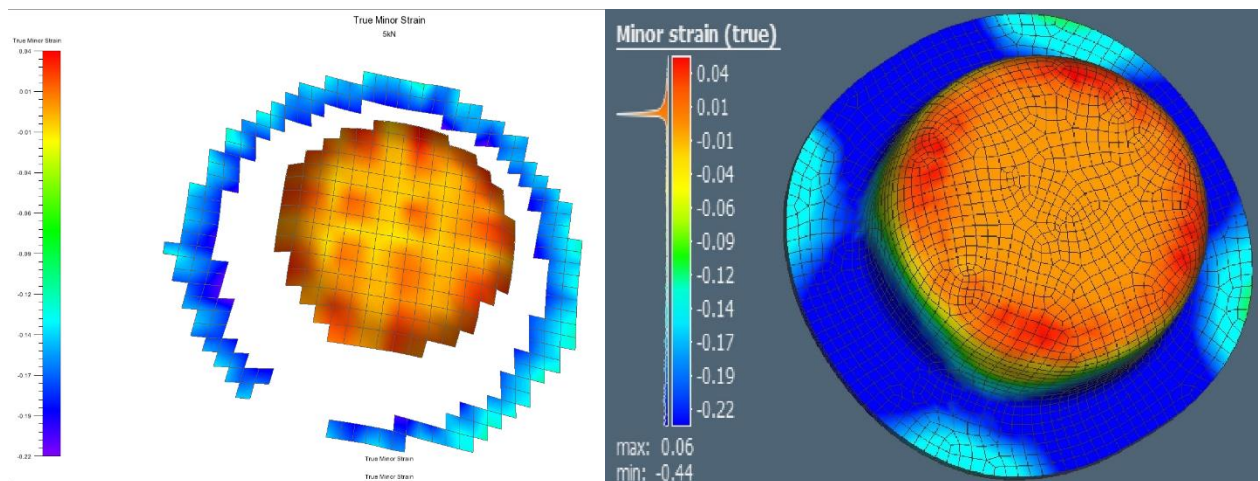 True Minor Strain
5kN
True Minor Strain
0.04
0.01
-0.01
-0.04
-0.06
-0.09
-0.12
-0.14
-0.17
-0.19
-0.22
True Minor Strain
True Minor Strain
Minor strain (true)
0.04
0.01
-0.01
-0.04
-0.06
-0.09
-0.12
-0.14
-0.17
-0.19
-0.22
max: 0.06
min: -0.44